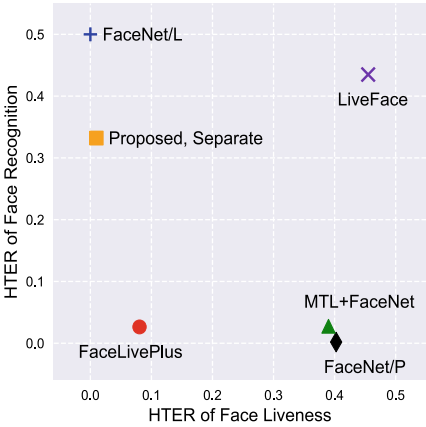 0.5
FaceNet/L
0.4
LiveFace
Proposed, Separate
0.3
0.2
0.1
MTL+FaceNet
0.0
FaceLivePlus
FaceNet/P
HTER of Face Recognition
0.0 0.1 0.2 0.3 0.4 0.5
HTER of Face Liveness